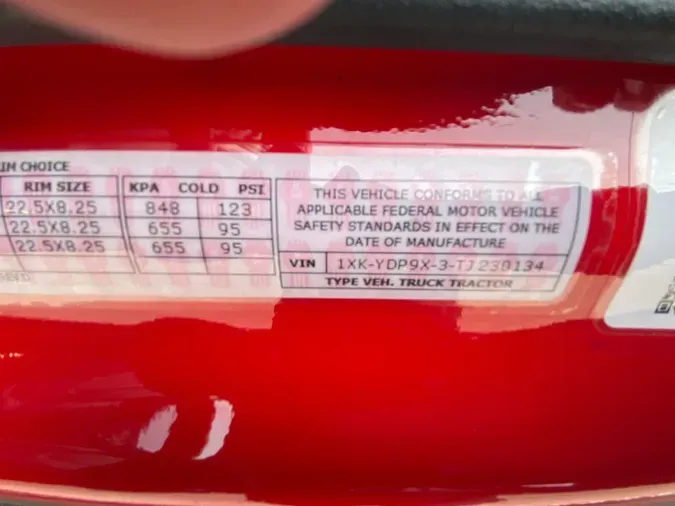 IM CHOICE
RIM SIZE KPA COLD PSI
22.5X8.25 848 123
22.5X8.25 655 95
22.5X8.25 655 95
THIS VEHICLE CONFORMS TO ALL
APPLICABLE FEDERAL MOTOR VEHICLE
SAFETY STANDARDS IN EFFECT ON THE
DATE OF MANUFACTURE
VIN 1XK-YDP9X-3-TJ230134
TYPE VEH. TRUCK TRACTOR